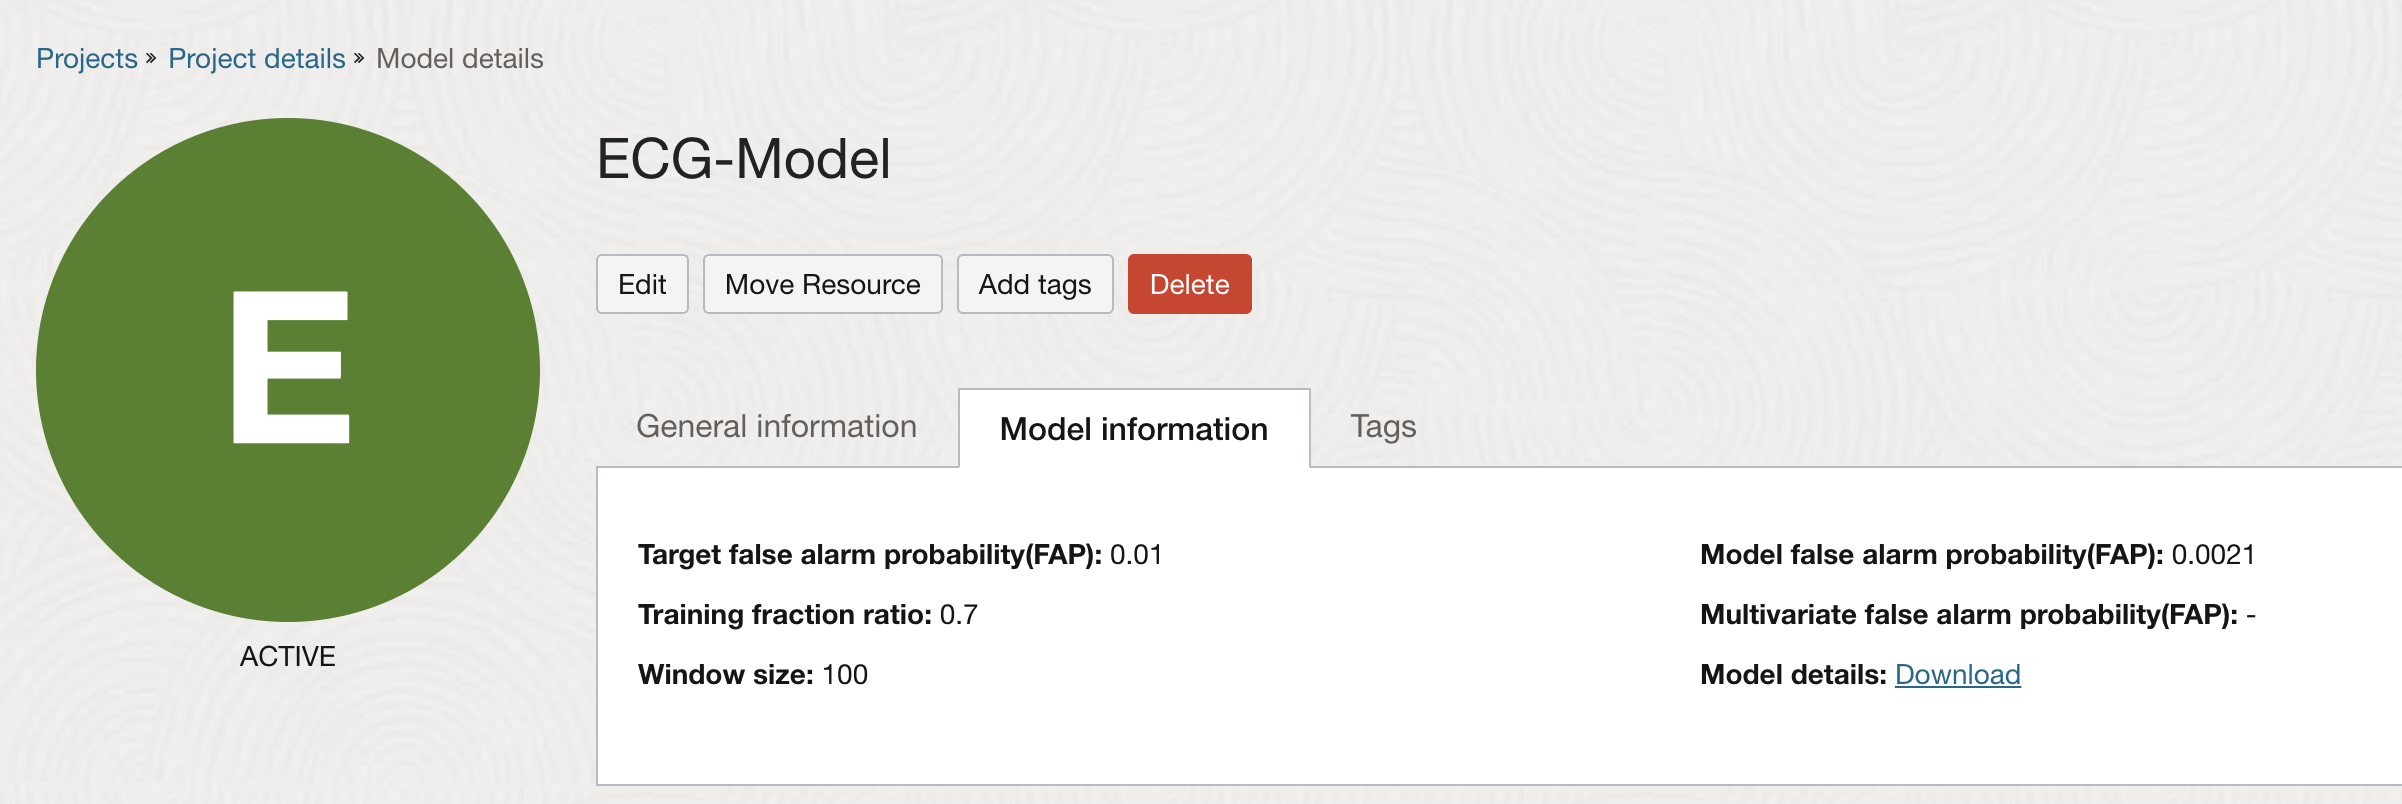 Projects » Project details » Model details
E
ACTIVE
ECG-Model
Edit Move Resource Add tags Delete
General information Model information Tags
Target false alarm probability(FAP): 0.01
Training fraction ratio: 0.7
Window size: 100
Model false alarm probability(FAP): 0.0021
Multivariate false alarm probability(FAP): -
Model details: Download